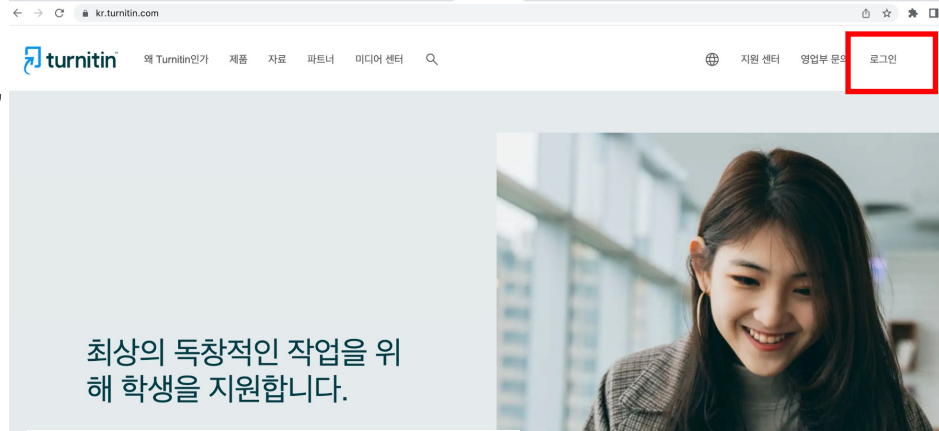 kr.turnitin.com
turnitin
왜 Turnitin인가 제품 자료 파트너 미디어 센터 지원 센터 영업부 문의 로그인
최상의 독창적인 작업을 위
해 학생을 지원합니다.